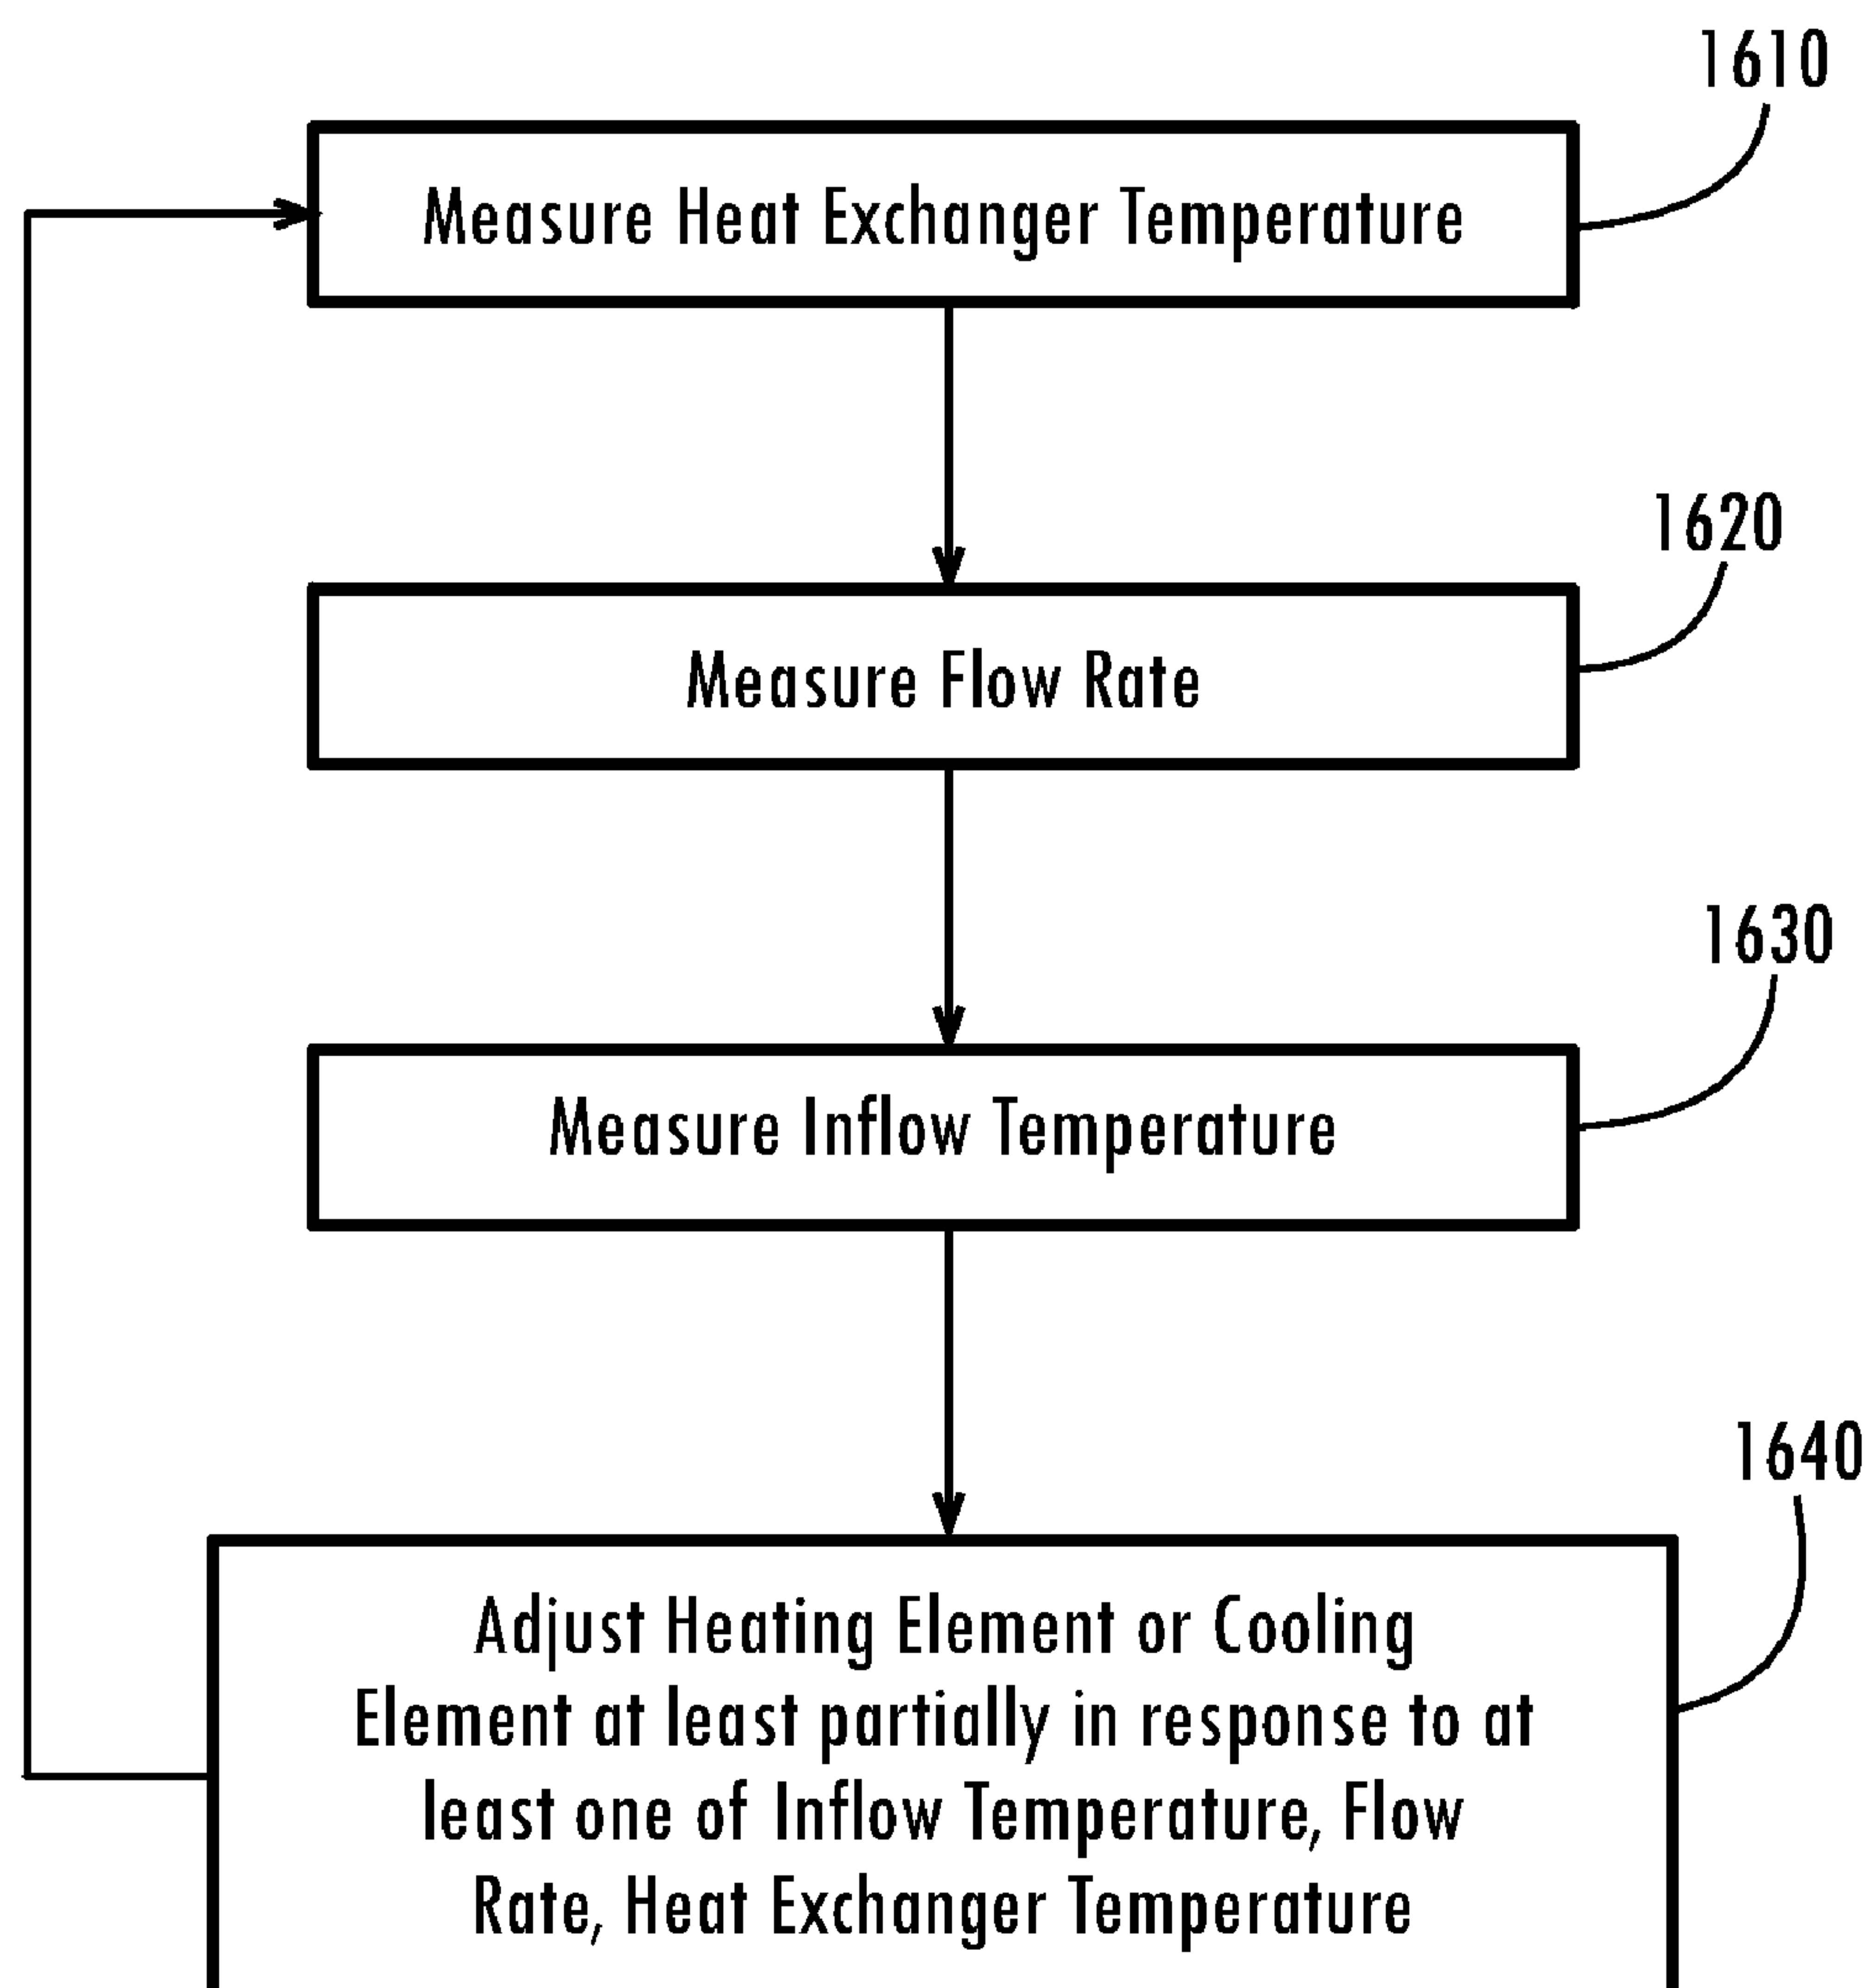 1610
Measure Heat Exchanger Temperature
1620
Measure Flow Rate
1630
Measure Inflow Temperature
1640
Adjust Heating Element or Cooling
Element at least partially in response to at
least one of Inflow Temperature, Flow
Rate, Heat Exchanger Temperature